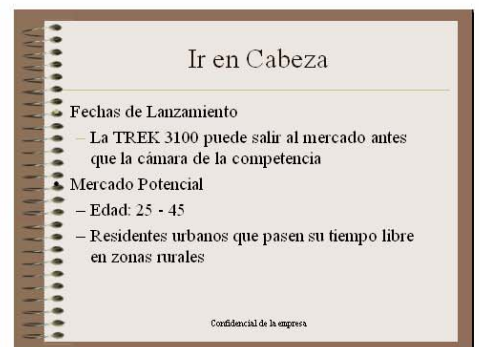 Ir en Cabeza
Fechas de Lanzamiento
– La TREK 3100 puede salir al mercado antes
que la cámara de la competencia
• Mercado Potencial
– Edad: 25 - 45
– Residentes urbanos que pasen su tiempo libre
en zonas rurales
Confidencial de la empresa